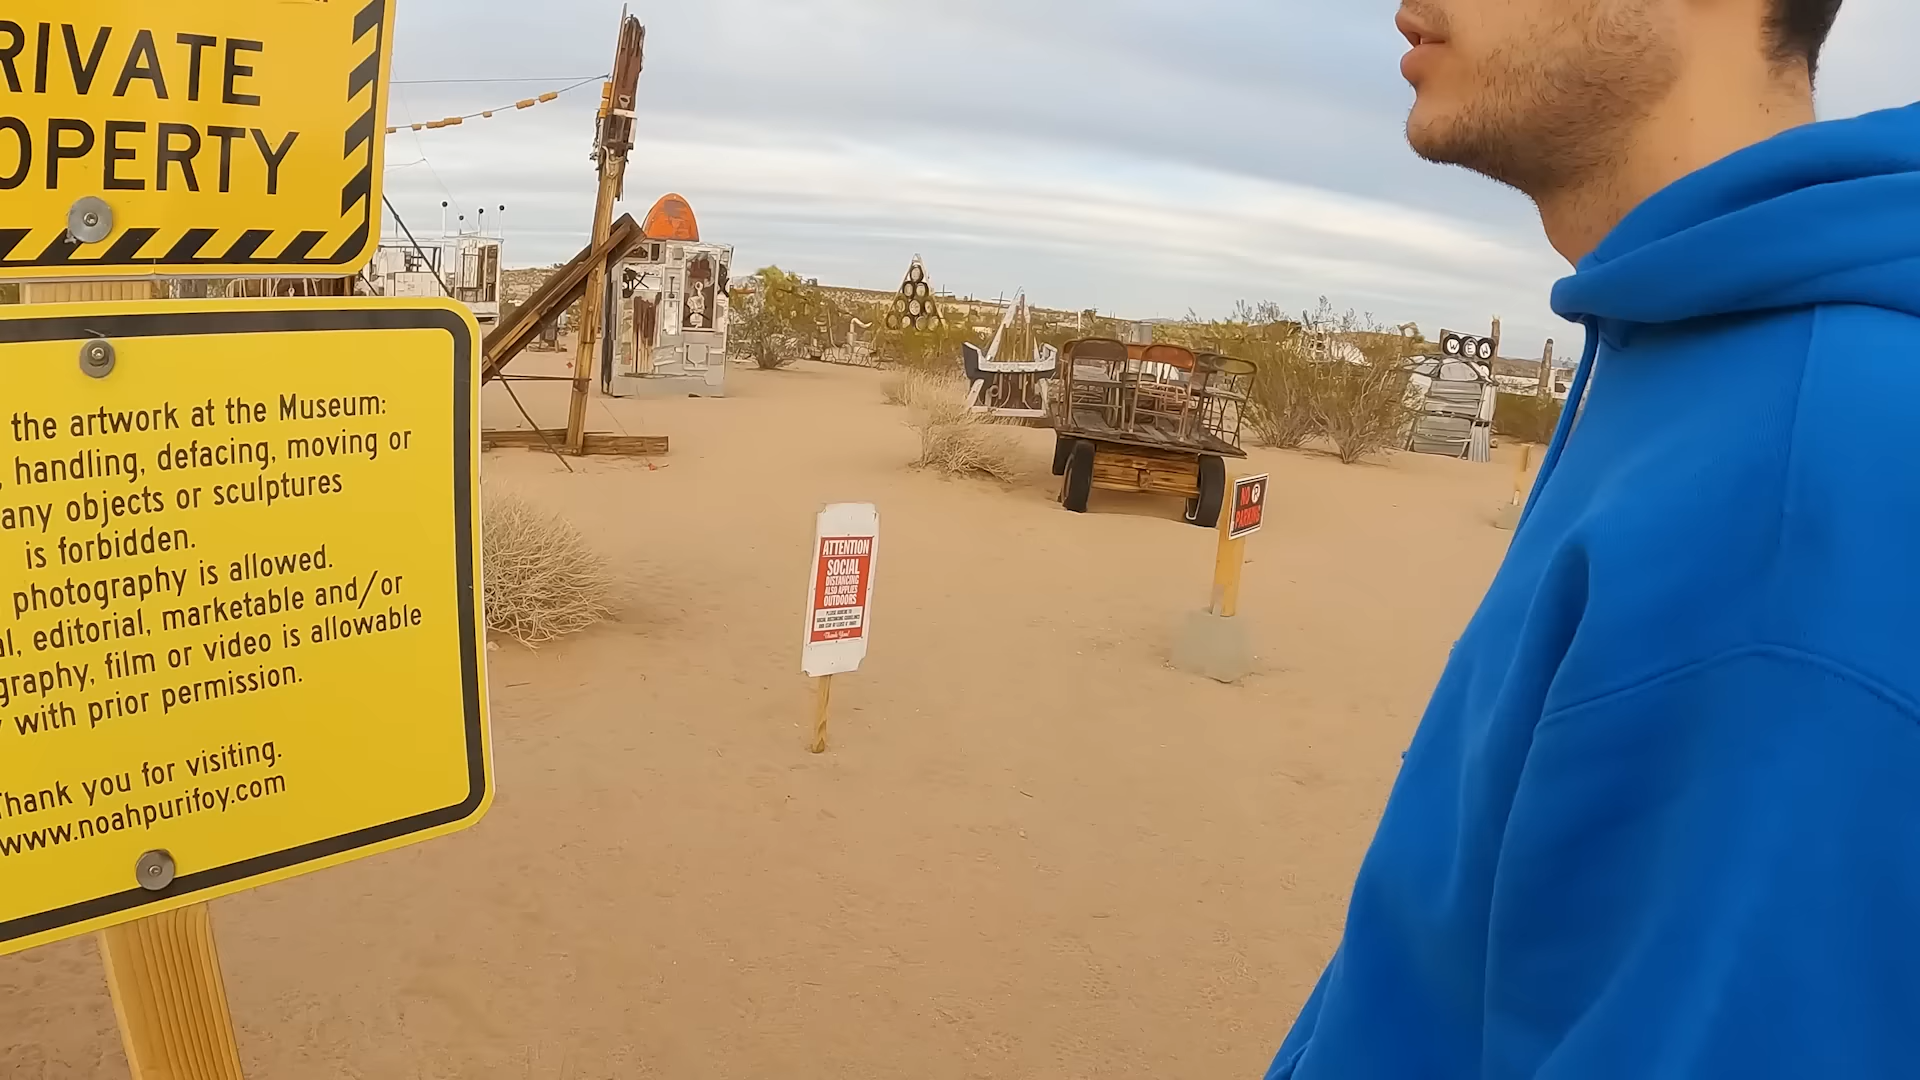 RIVATE
OPERTY
the artwork at the Museum:
, handling, defacing, moving or
any objects or sculptures
is forbidden.
photography is allowed.
al, editorial, marketable and/or
graphy, film or video is allowable
y with prior permission.
Thank you for visiting.
www.noahpurifoy.com
ATTENTION
SOCIAL
DISTANCING
ALSO APPLIES
OUTDOORS
Thank You!
NO P
PARKING